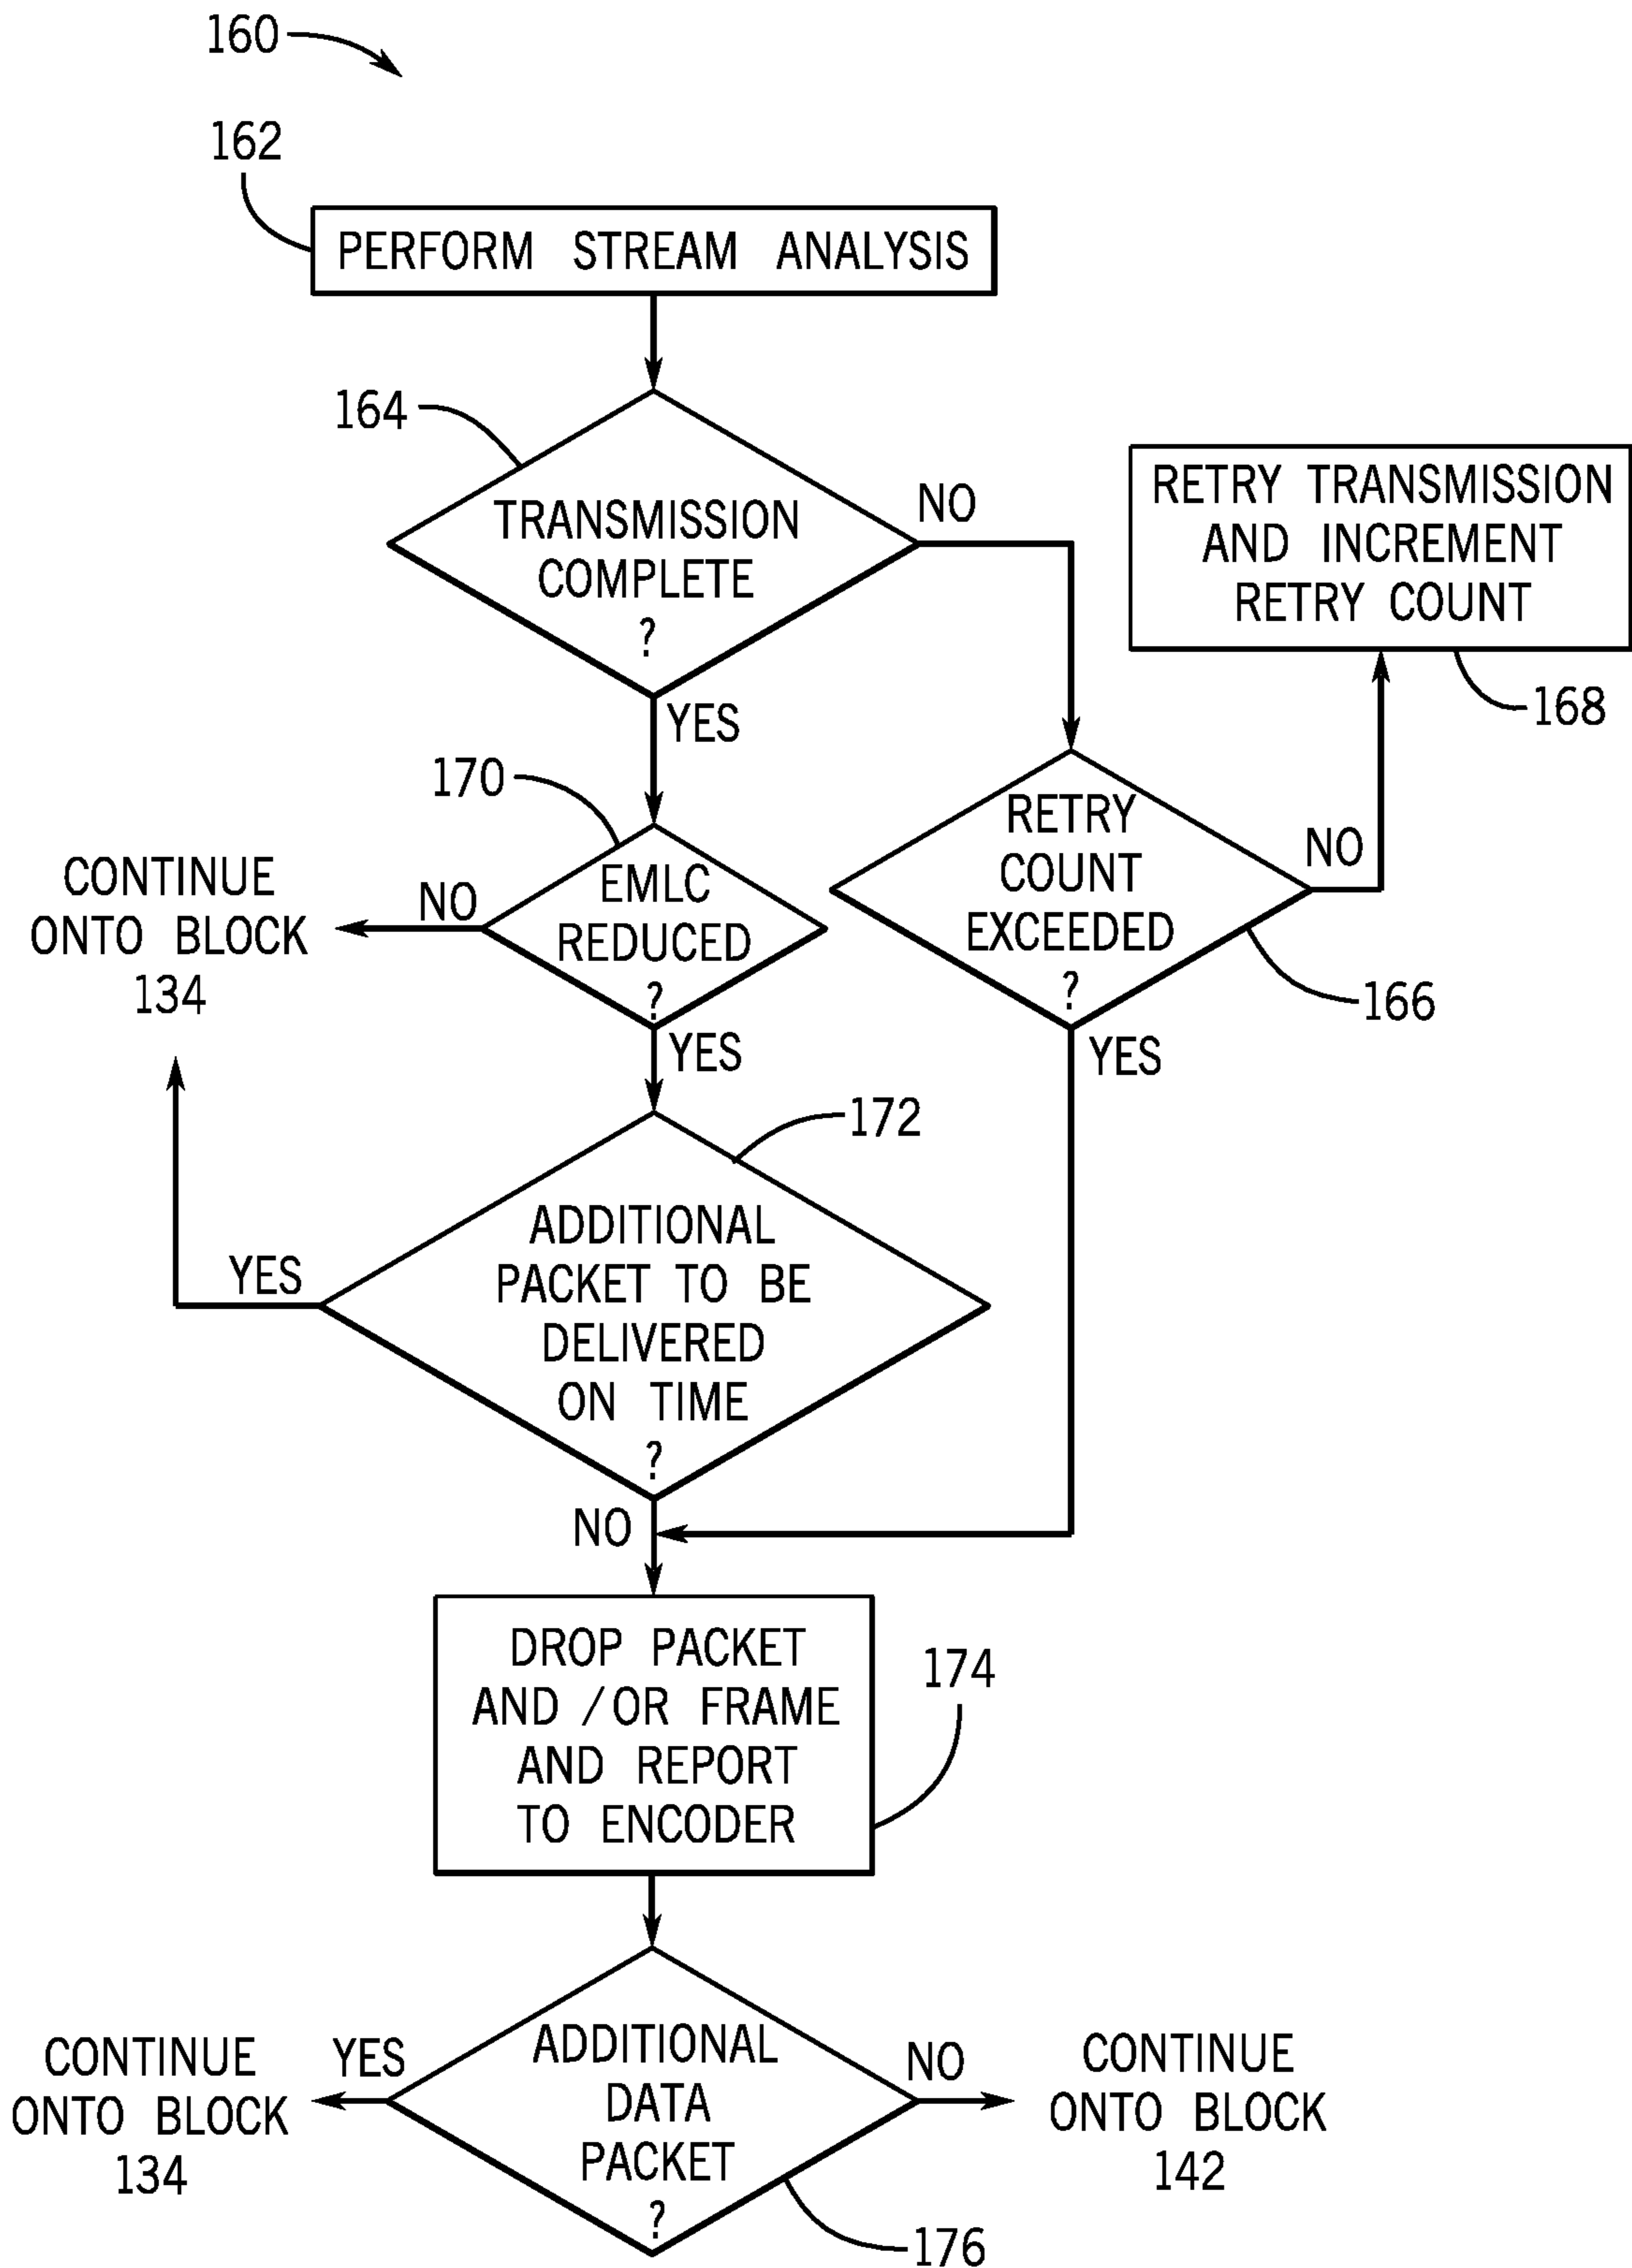 160
162
PERFORM STREAM ANALYSIS
164
TRANSMISSION
COMPLETE
?
NO
YES
RETRY TRANSMISSION
AND INCREMENT
RETRY COUNT
168
170
EMLC
REDUCED
?
NO
YES
CONTINUE
ONTO BLOCK
134
RETRY
COUNT
EXCEEDED
?
NO
166
YES
172
ADDITIONAL
PACKET TO BE
DELIVERED
ON TIME
?
YES
NO
DROP PACKET
AND /OR FRAME
AND REPORT
TO ENCODER
174
ADDITIONAL
DATA
PACKET
?
YES
CONTINUE
ONTO BLOCK
134
NO
CONTINUE
ONTO BLOCK
142
176